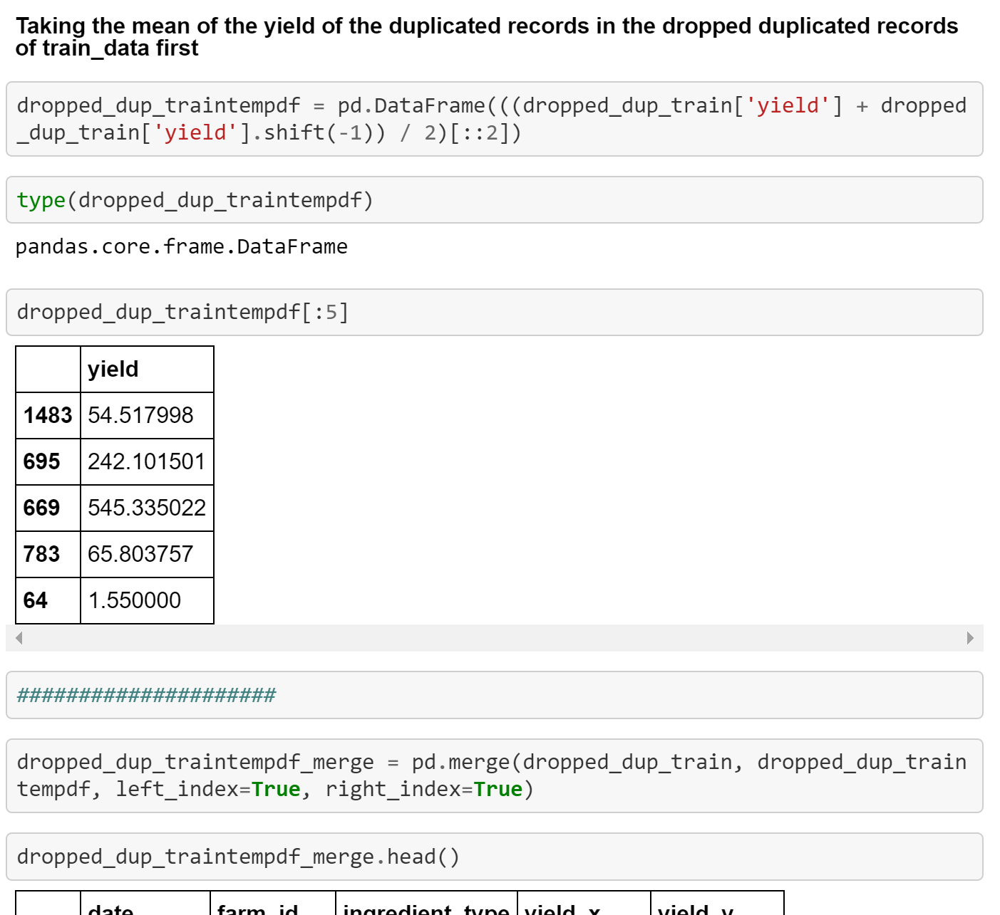 Taking the mean of the yield of the duplicated records in the dropped duplicated records
of train_data first
dropped_dup_traintempdf = pd.DataFrame(((dropped_dup_train['yield'] + dropped
_dup_train['yield'].shift(-1)) / 2)[::2])
type(dropped_dup_traintempdf)
pandas.core.frame.DataFrame
dropped_dup_traintempdf[:5]
yield
1483 54.517998
695 242.101501
669 545.335022
783 65.803757
64 1.550000
#####################
dropped_dup_traintempdf_merge = pd.merge(dropped_dup_train, dropped_dup_train
tempdf, left_index=True, right_index=True)
dropped_dup_traintempdf_merge.head()
date farm_id ingredient_type yield_x yield_y